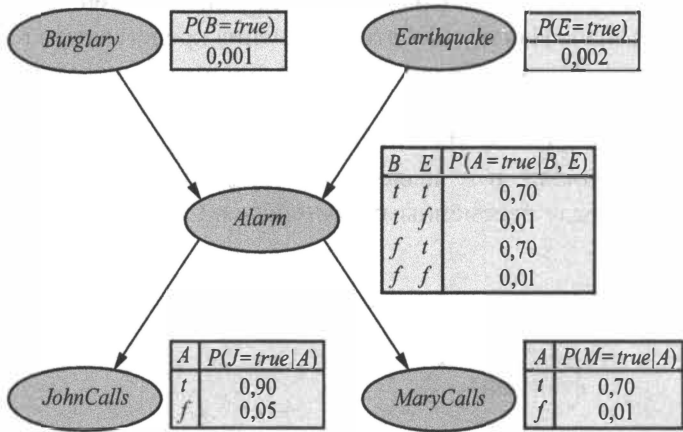 Burglary
P(B=true)
0,001
Earthquake
P(E=true)
0,002
Alarm
B E P(A=true|B, E)
t t 0,70
t f 0,01
f t 0,70
f f 0,01
JohnCalls
A P(J=true|A)
t 0,90
f 0,05
MaryCalls
A P(M=true|A)
t 0,70
f 0,01